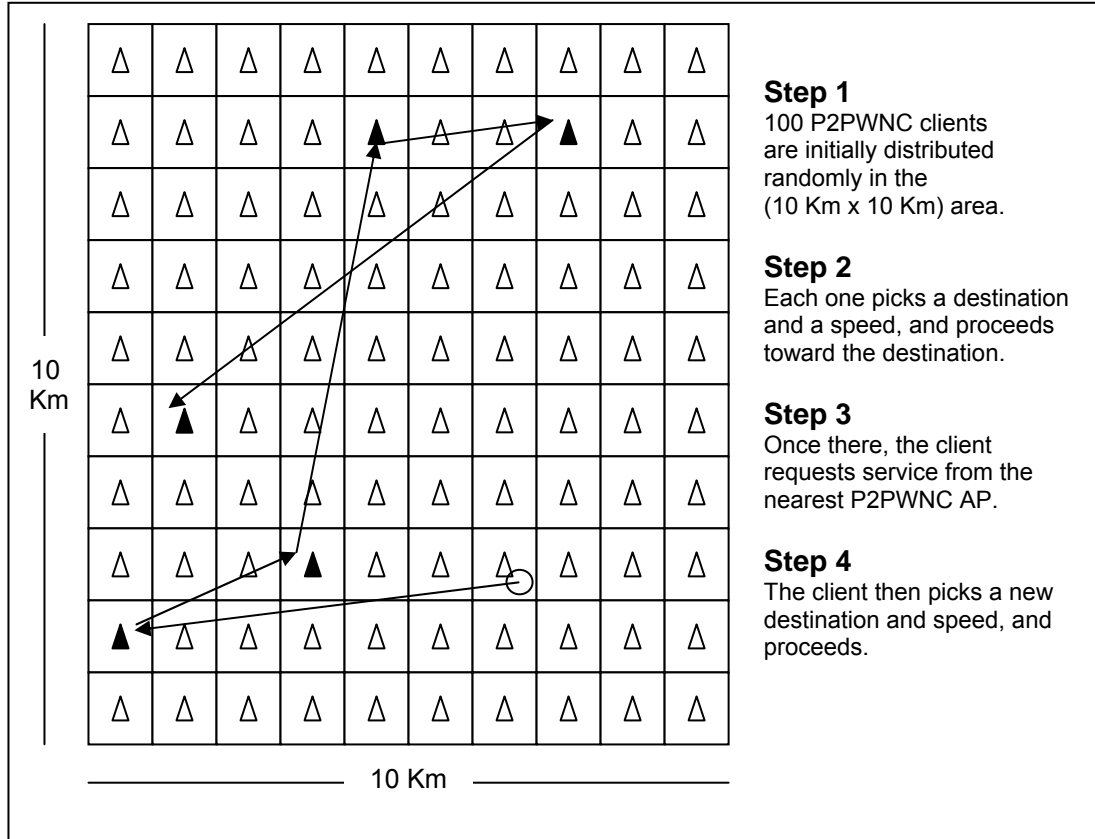 Step 1
100 P2PWNC clients
are initially distributed
randomly in the
(10 Km x 10 Km) area.
Step 2
Each one picks a destination
and a speed, and proceeds
toward the destination.
Step 3
Once there, the client
requests service from the
nearest P2PWNC AP.
Step 4
The client then picks a new
destination and speed, and
proceeds.
10
Km
10 Km